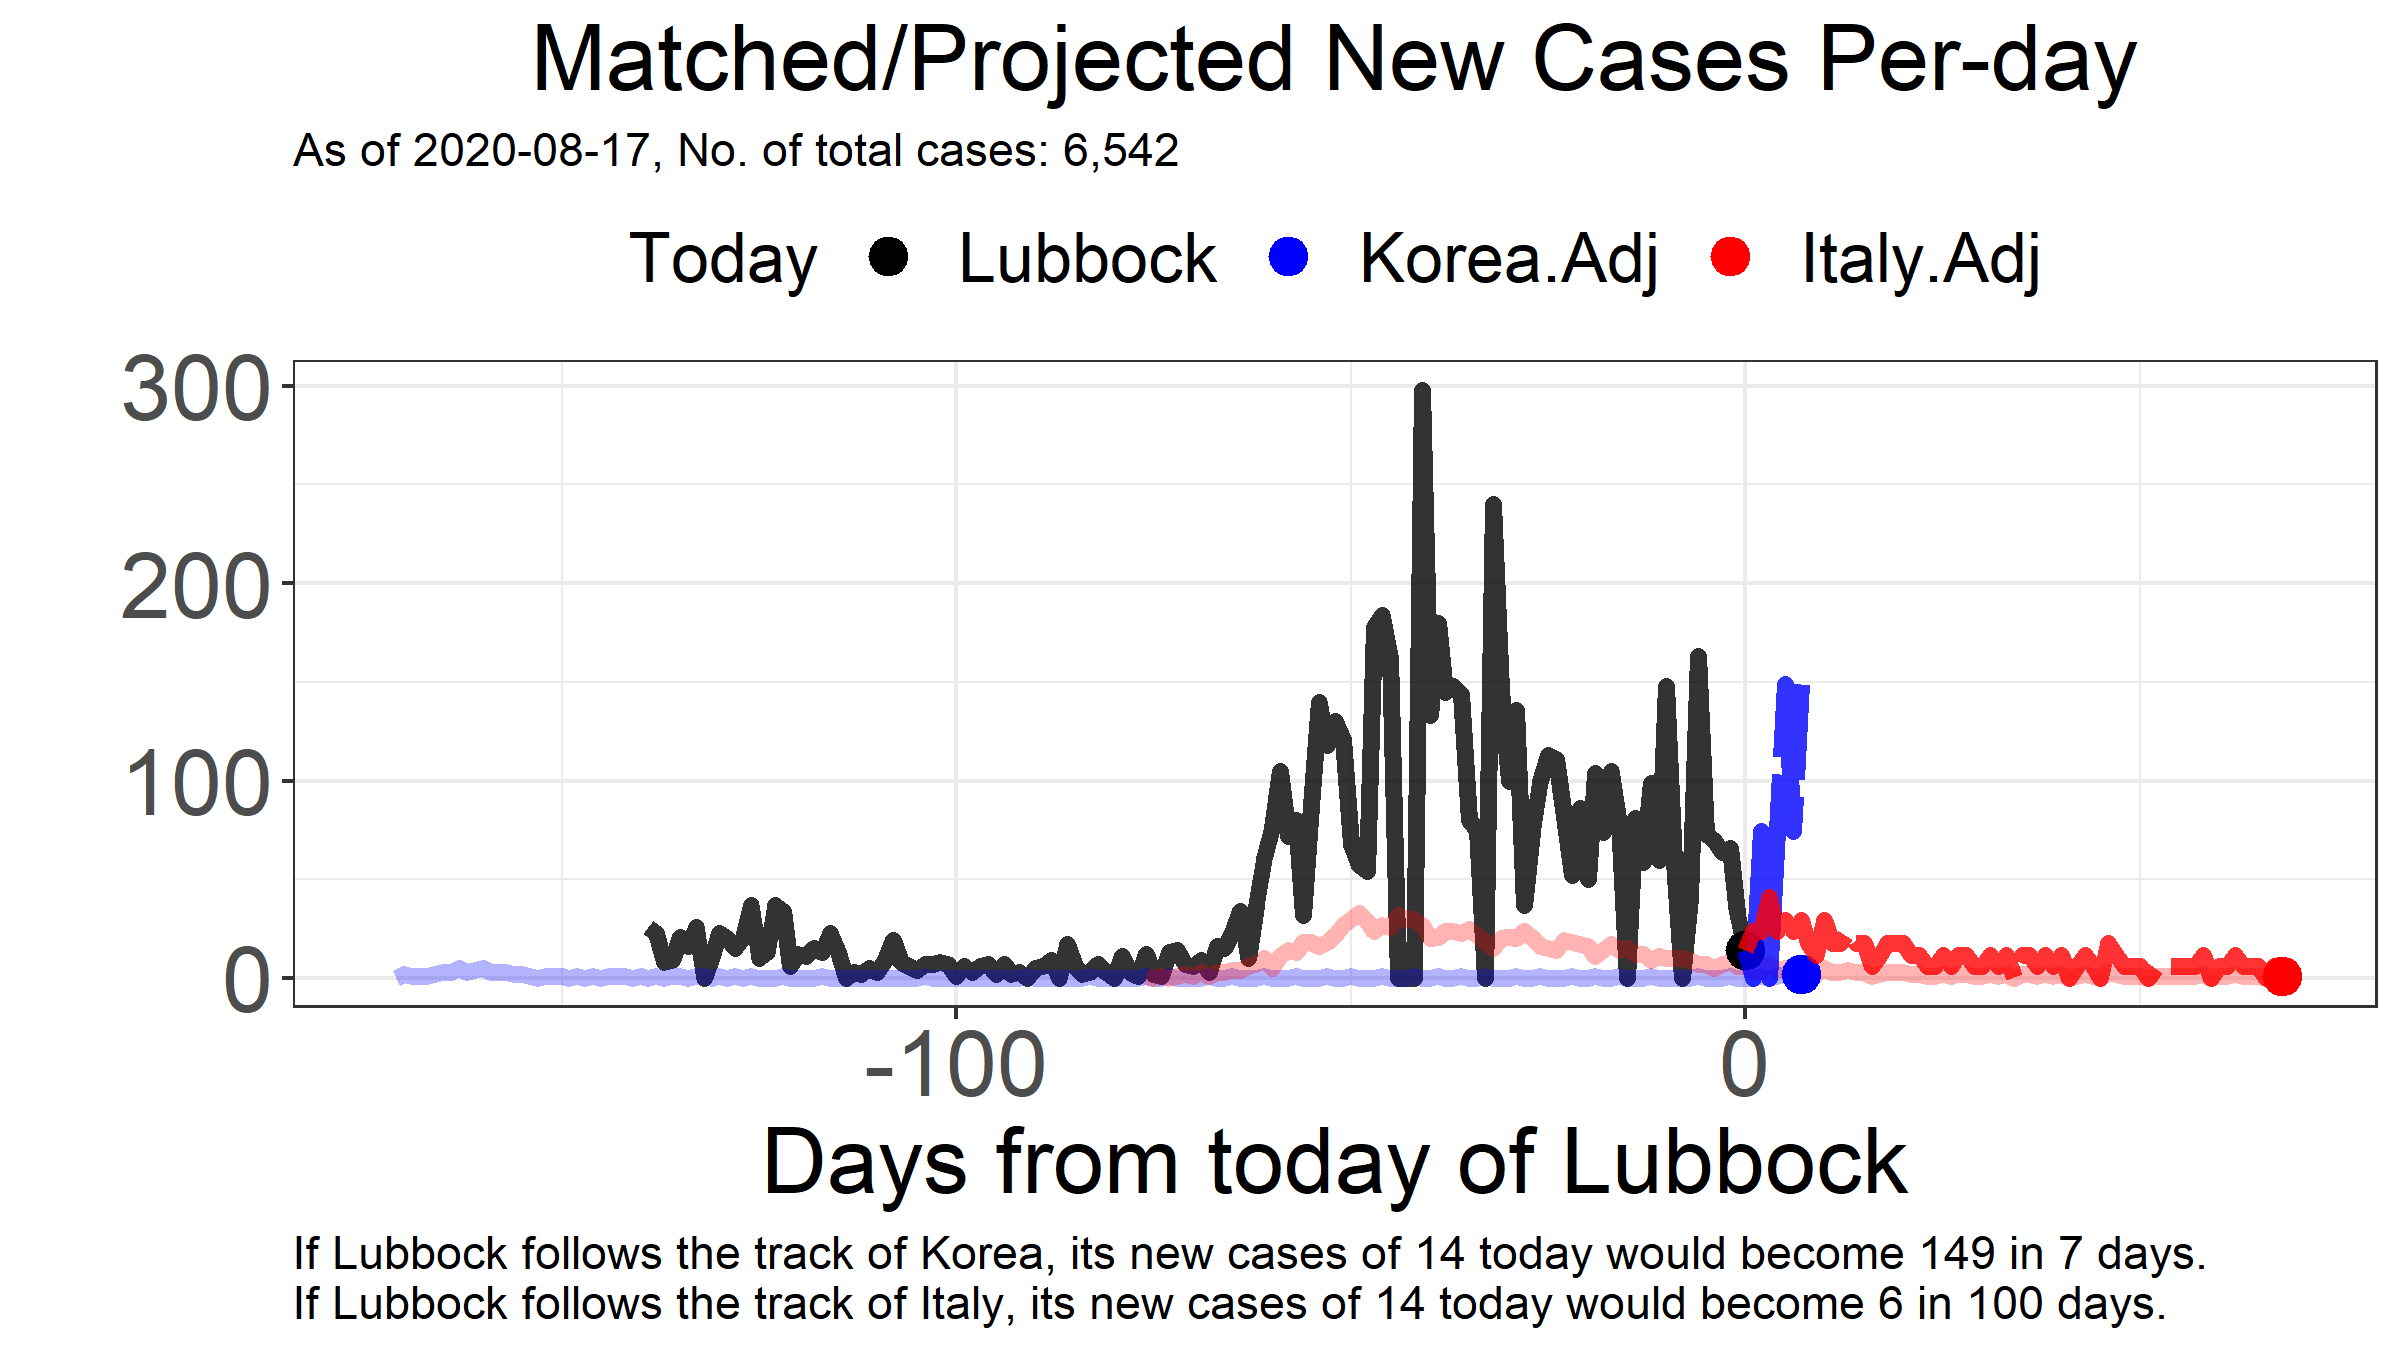 Matched/Projected New Cases Per-day
As of 2020-08-17, No. of total cases: 6,542
Today Lubbock Korea.Adj Italy.Adj
300
200
100
0
-100 0
Days from today of Lubbock
If Lubbock follows the track of Korea, its new cases of 14 today would become 149 in 7 days.
If Lubbock follows the track of Italy, its new cases of 14 today would become 6 in 100 days.